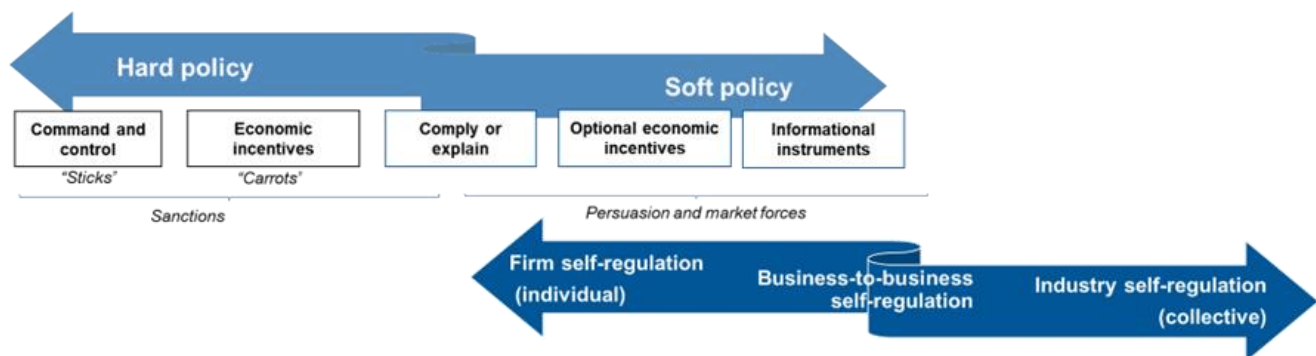 Hard policy
Soft policy
Command and
control
Economic
incentives
Comply or
explain
Optional economic
incentives
Informational
instruments
"Sticks"
"Carrots"
Sanctions
Persuasion and market forces
Firm self-regulation
(individual)
Business-to-business
self-regulation
Industry self-regulation
(collective)